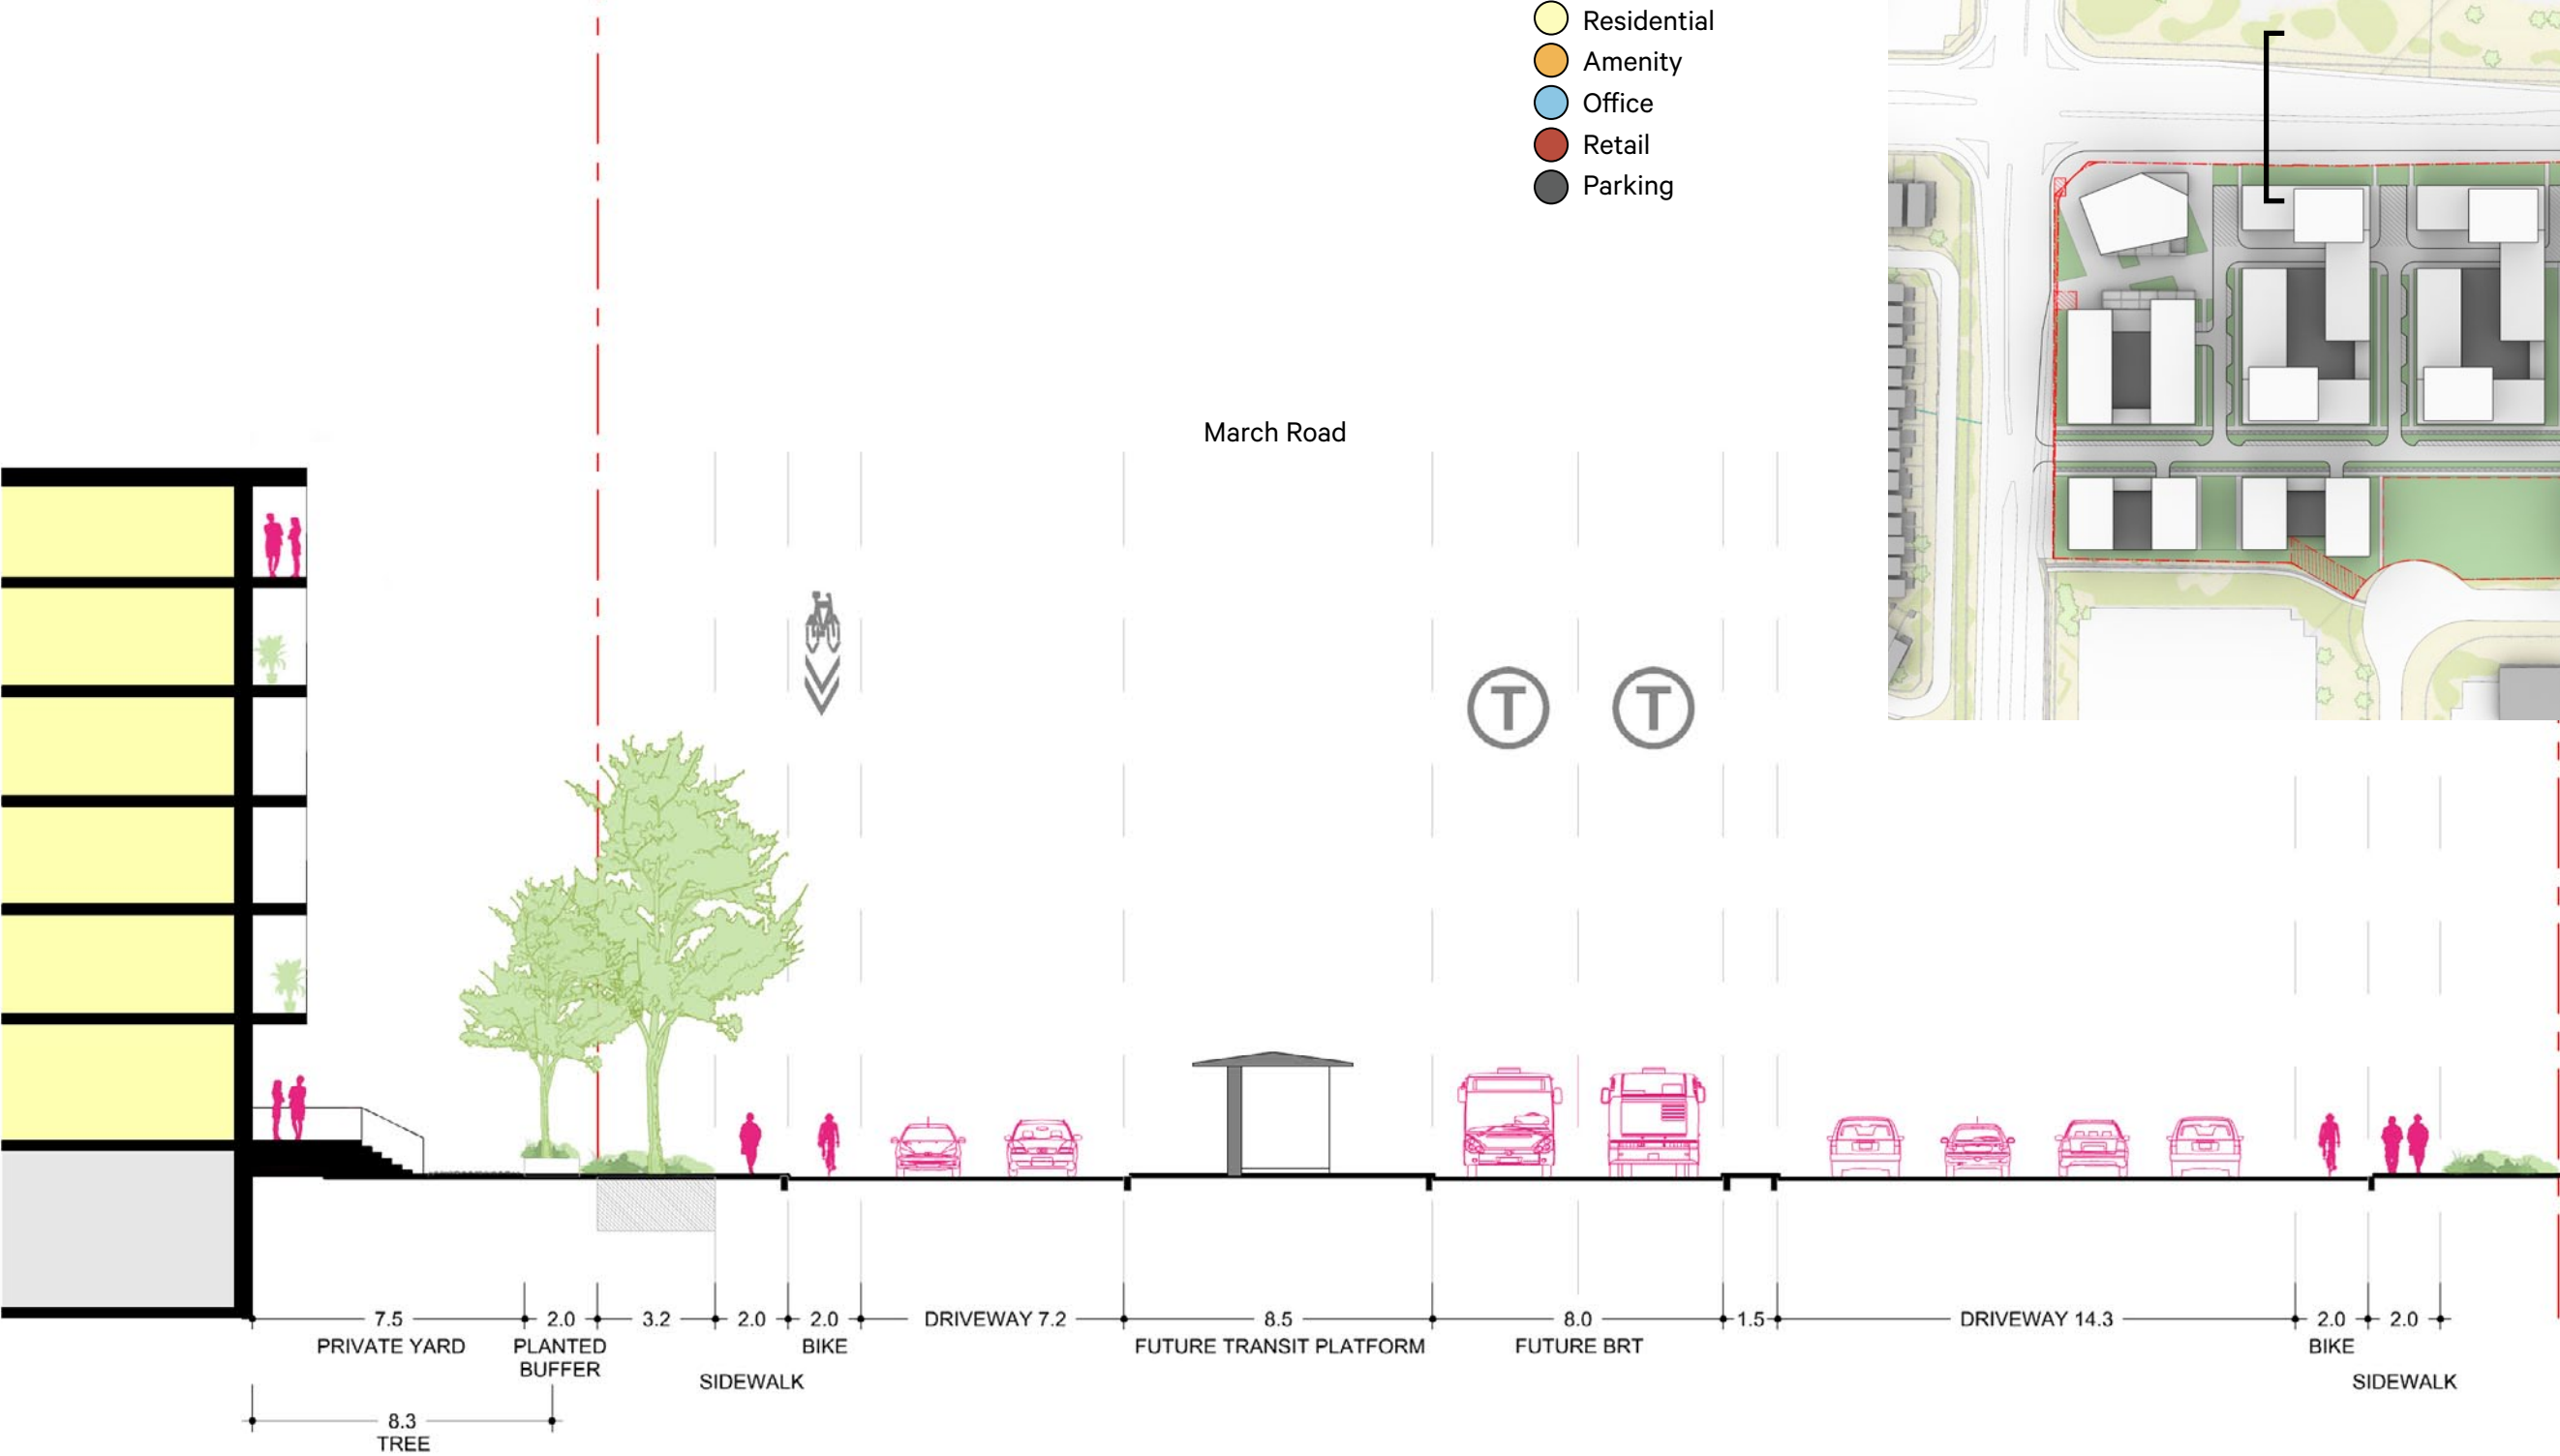 Residential
Amenity
Office
Retail
Parking
March Road
T T
7.5 2.0 3.2 2.0 2.0 DRIVEWAY 7.2 8.5 8.0 1.5 DRIVEWAY 14.3 2.0 2.0
PRIVATE YARD PLANTED BIKE FUTURE TRANSIT PLATFORM FUTURE BRT BIKE
BUFFER
SIDEWALK SIDEWALK
8.3
TREE